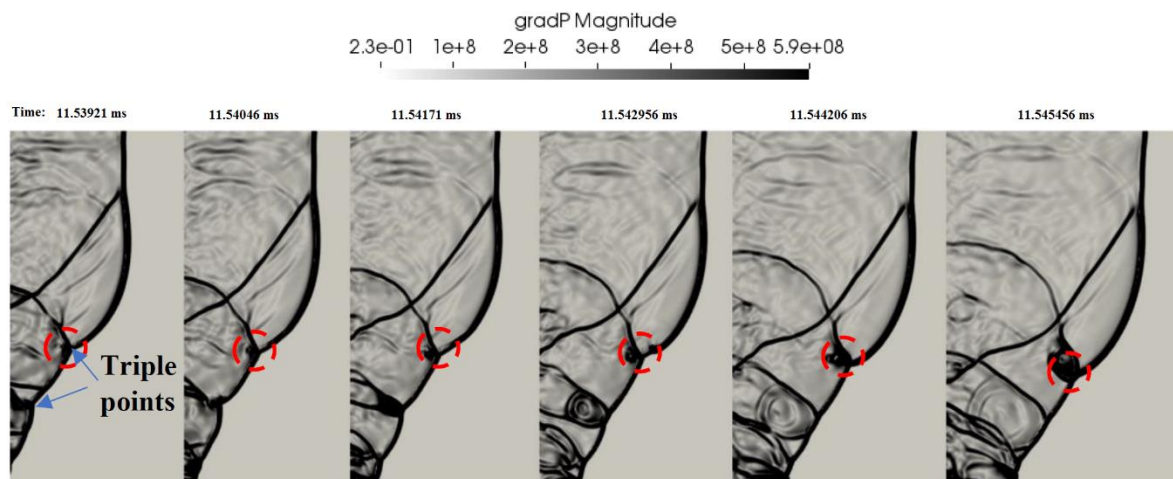 gradP Magnitude
2.3e-01 1e+8 2e+8 3e+8 4e+8 5e+8 5.9e+08
Time: 11.53921 ms 11.54046 ms 11.54171 ms 11.542956 ms 11.544206 ms 11.545456 ms
Triple
points